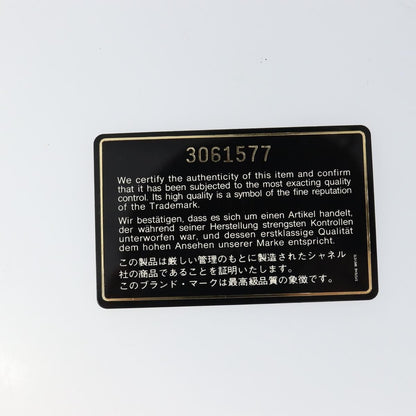 3061577
We certify the authenticity of this item and confirm
that it has been subjected to the most exacting quality
control. Its high quality is a symbol of the fine reputation
of the Trademark.
Wir bestätigen, dass es sich um einen Artikel handelt,
der während seiner Herstellung strengsten Kontrollen
unterworfen war, und dessen erstklassige Qualität
dem hohen Ansehen unserer Marke entspricht.
この製品は厳しい管理のもとに製造されたシャネル
社の商品であることを証明いたします。
このブランド・マークは最高級品質の象徴です。